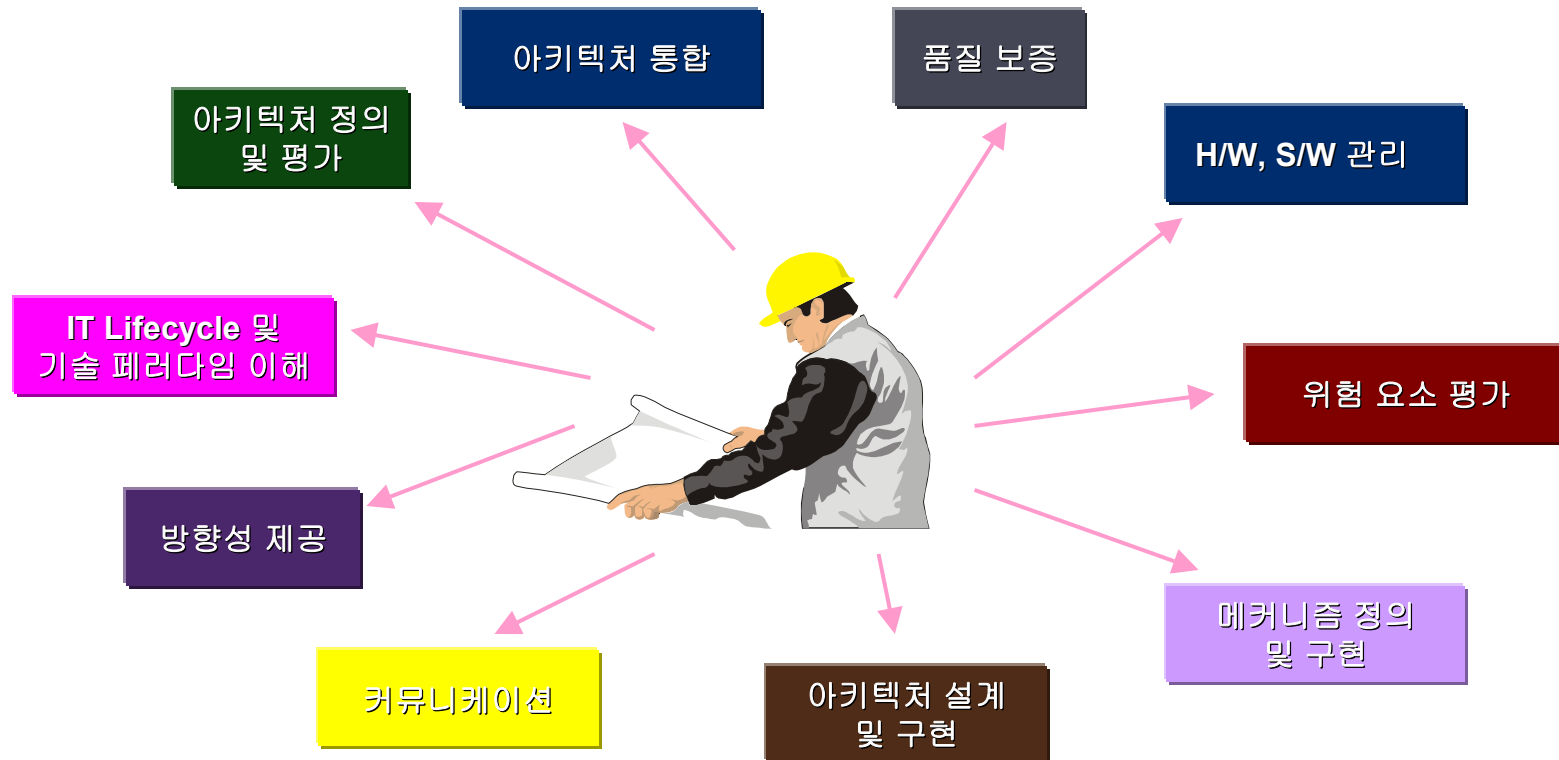 아키텍처 통합
품질 보증
아키텍처 정의
및 평가
H/W, S/W 관리
IT Lifecycle 및
기술 페러다임 이해
위험 요소 평가
방향성 제공
메커니즘 정의
및 구현
커뮤니케이션
아키텍처 설계
및 구현